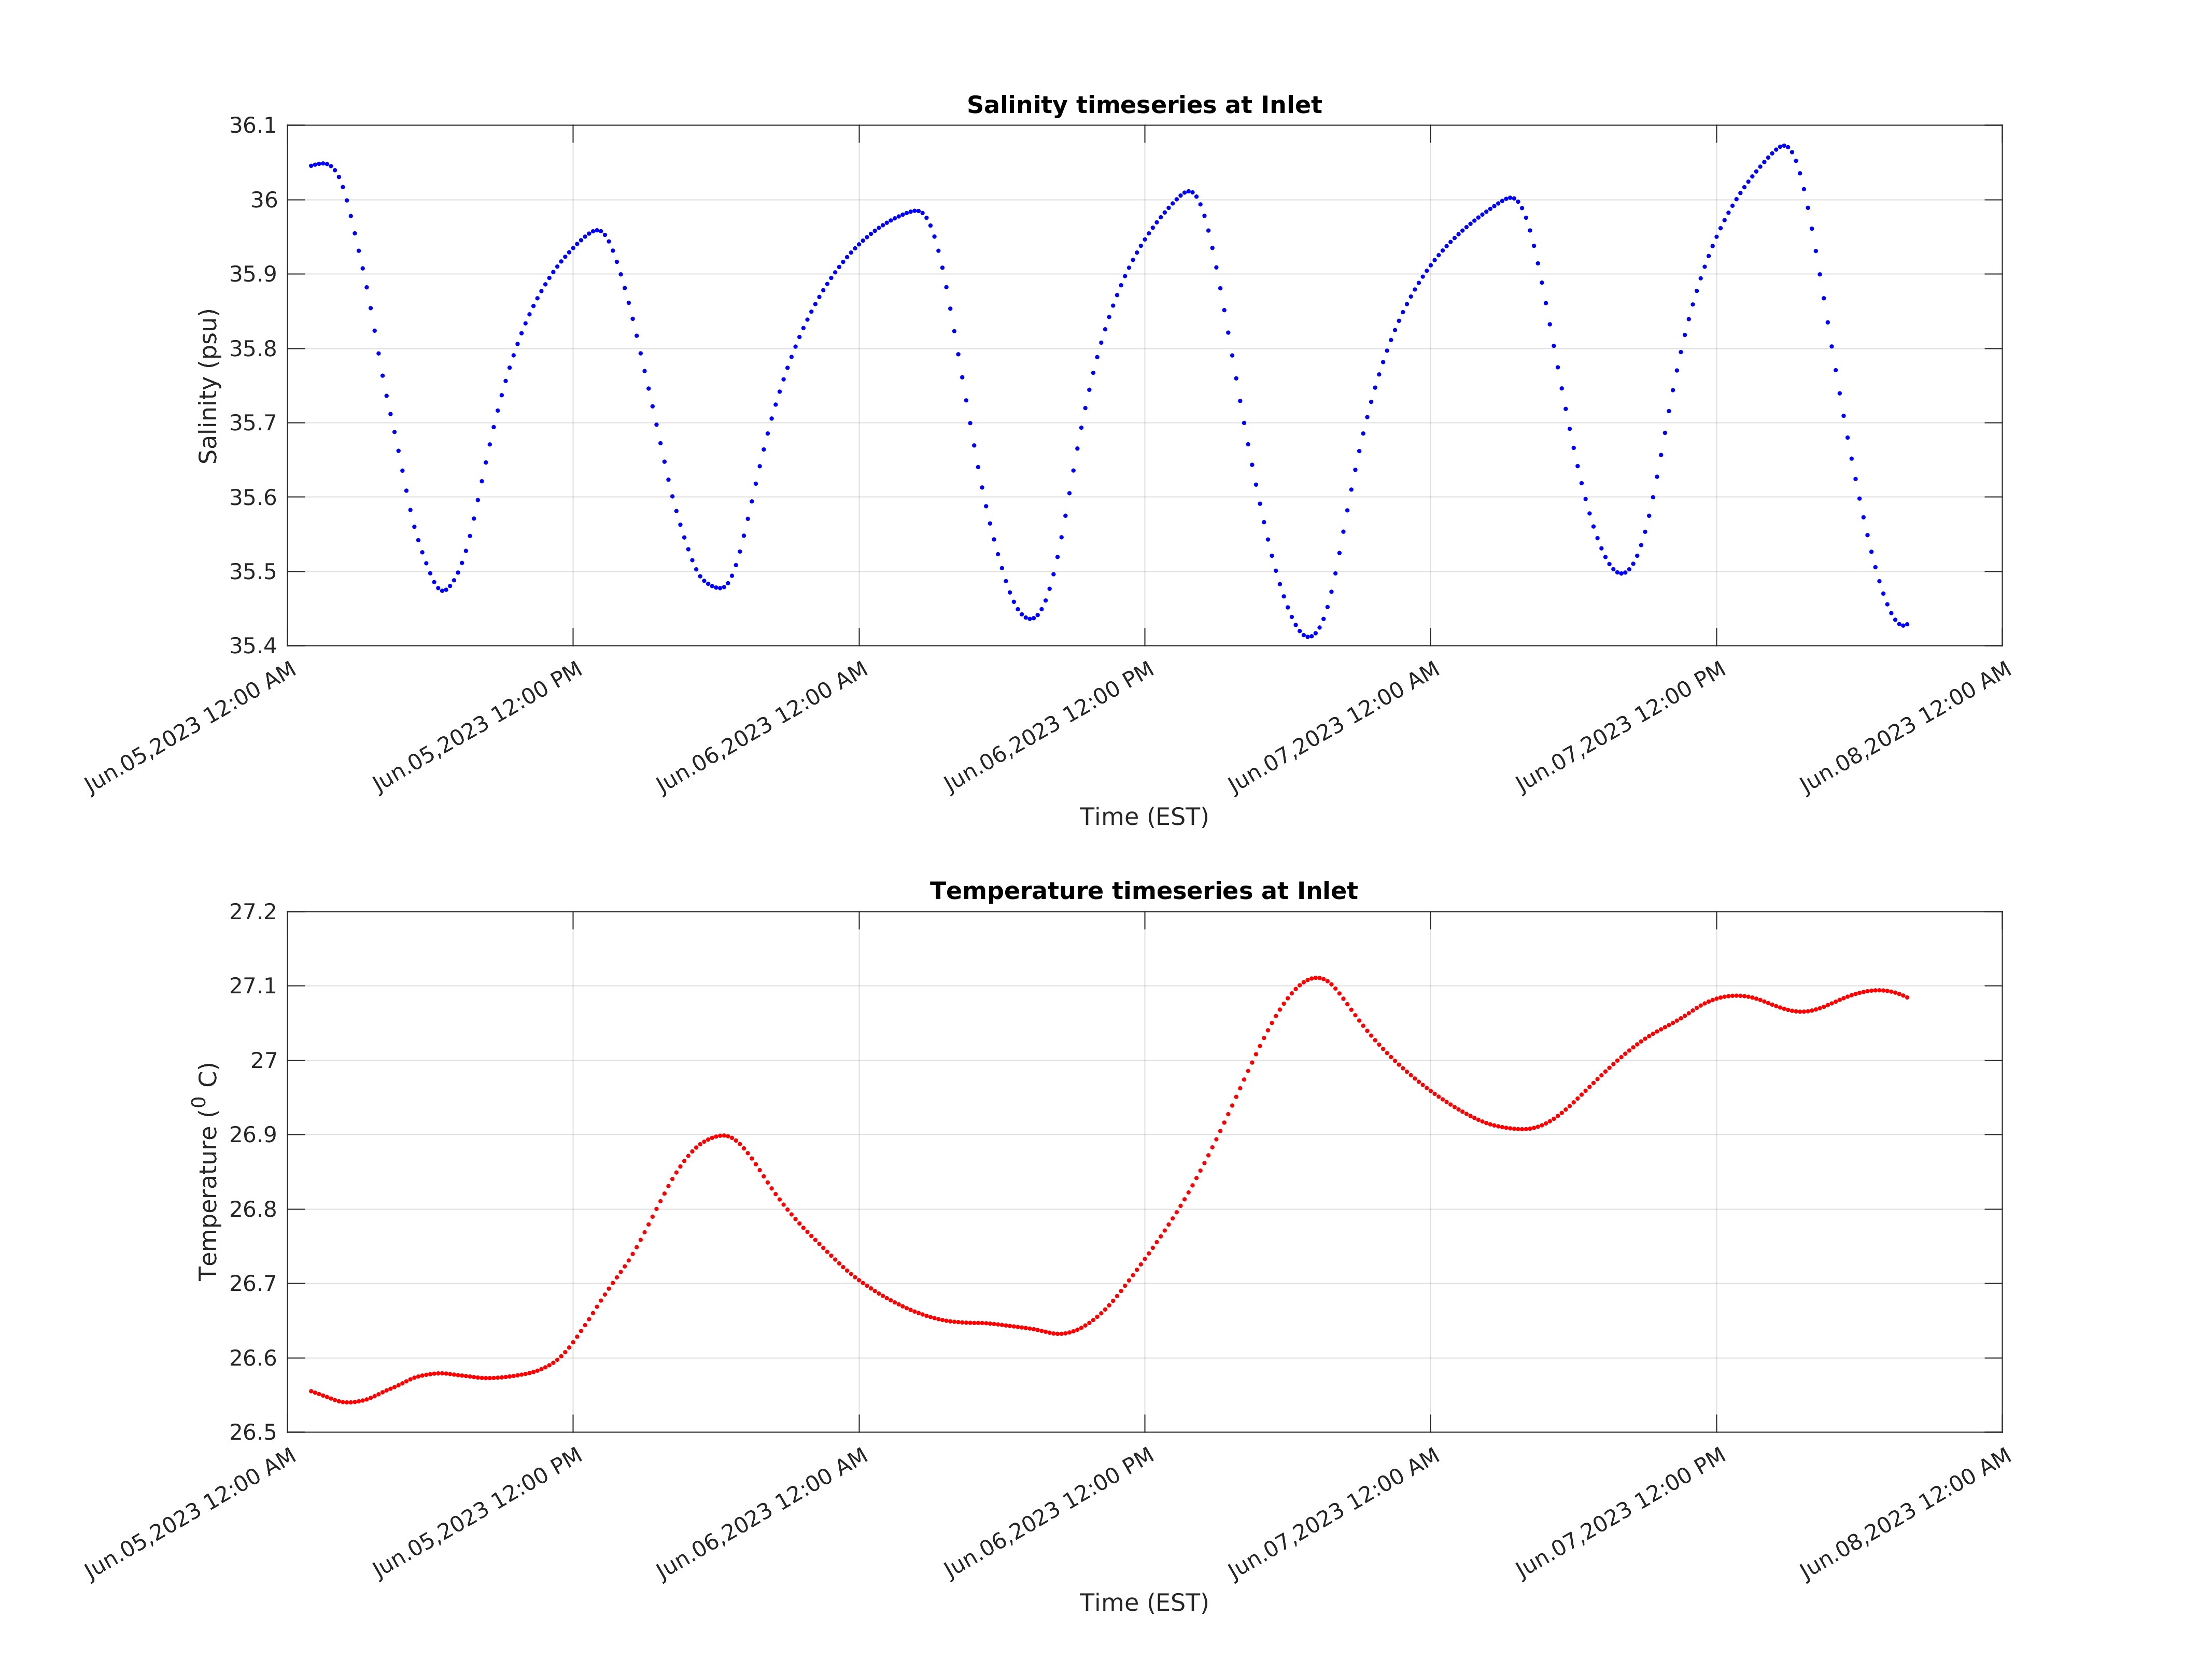 Salinity timeseries at Inlet
36.1
36
35.9
35.8
35.7
35.6
35.5
35.4
Salinity (psu)
Jun.05,2023 12:00 AM
Jun.05,2023 12:00 PM
Jun.06,2023 12:00 AM
Jun.06,2023 12:00 PM
Jun.07,2023 12:00 AM
Jun.07,2023 12:00 PM
Jun.08,2023 12:00 AM
Time (EST)
Temperature timeseries at Inlet
27.2
27.1
27
26.9
26.8
26.7
26.6
26.5
Temperature (⁰ C)
Jun.05,2023 12:00 AM
Jun.05,2023 12:00 PM
Jun.06,2023 12:00 AM
Jun.06,2023 12:00 PM
Jun.07,2023 12:00 AM
Jun.07,2023 12:00 PM
Jun.08,2023 12:00 AM
Time (EST)